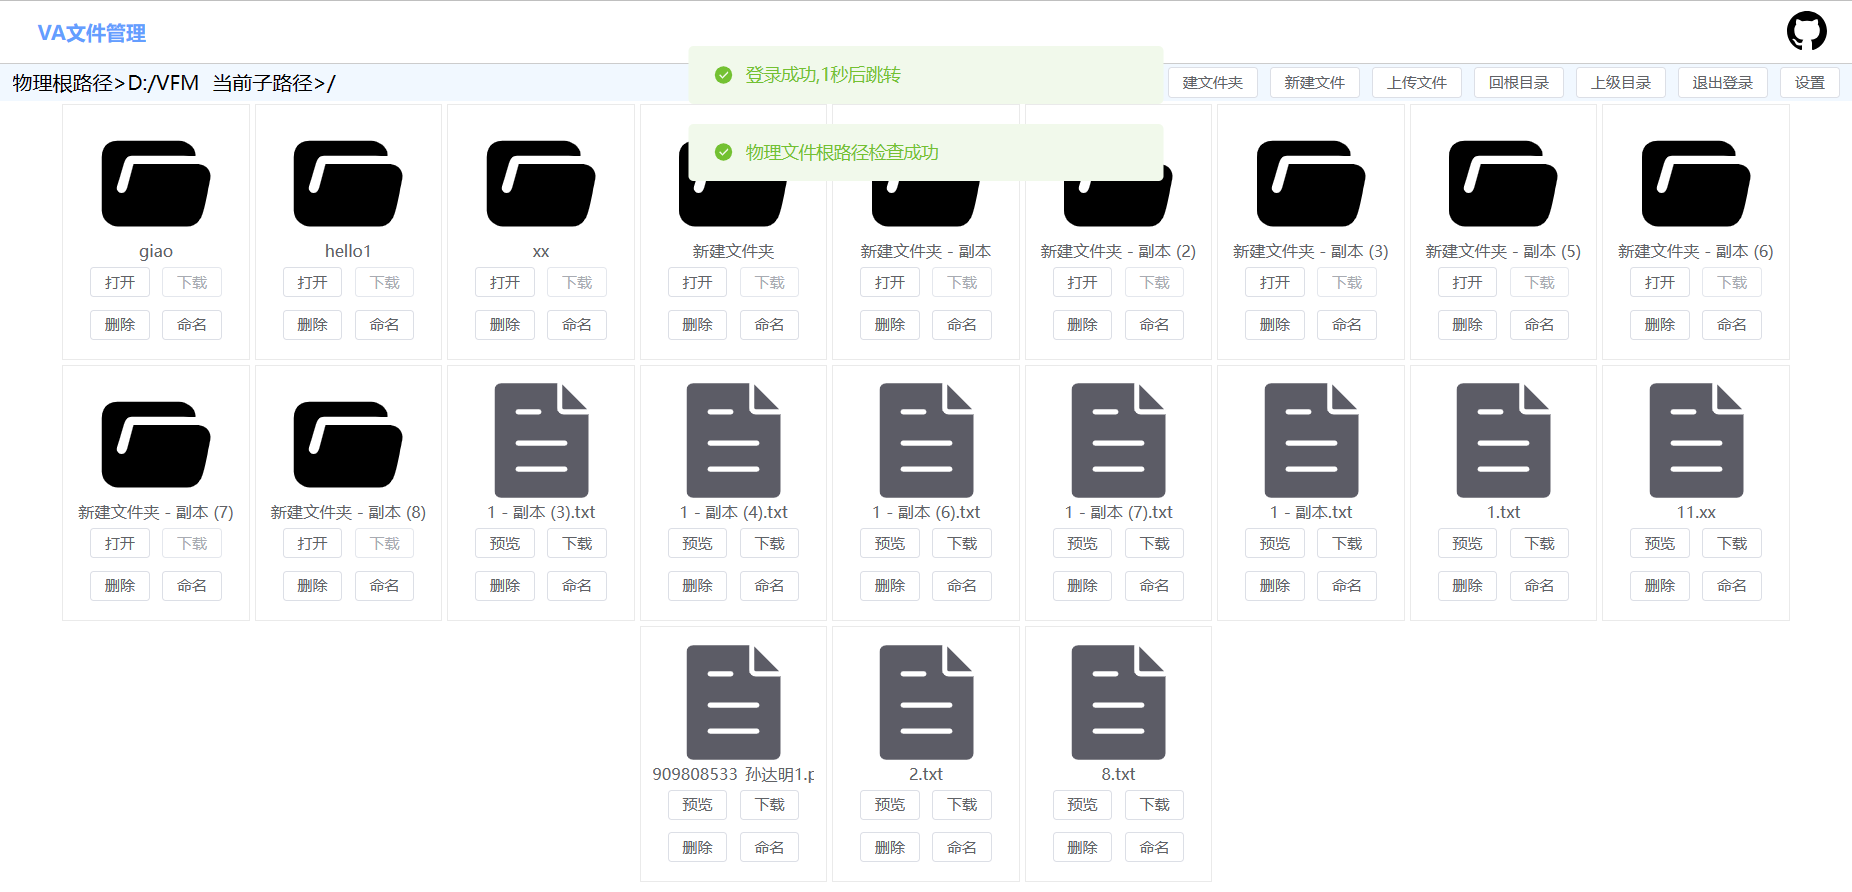 VA文件管理
登录成功,1秒后跳转
物理根路径>D:/VFM 当前子路径>/
建文件夹 新建文件 上传文件 回根目录 上级目录 退出登录 设置
物理文件根路径检查成功
giao hello1 xx 新建文件夹 新建文件夹 - 副本 新建文件夹 - 副本 (2) 新建文件夹 - 副本 (3) 新建文件夹 - 副本 (5) 新建文件夹 - 副本 (6)
打开 下载 打开 下载 打开 下载 打开 下载 打开 下载 打开 下载 打开 下载 打开 下载 打开 下载
删除 命名 删除 命名 删除 命名 删除 命名 删除 命名 删除 命名 删除 命名 删除 命名 删除 命名
新建文件夹 - 副本 (7) 新建文件夹 - 副本 (8) 1 - 副本 (3).txt 1 - 副本 (4).txt 1 - 副本 (6).txt 1 - 副本 (7).txt 1 - 副本.txt 1.txt 11.xx
打开 下载 打开 下载 预览 下载 预览 下载 预览 下载 预览 下载 预览 下载 预览 下载 预览 下载
删除 命名 删除 命名 删除 命名 删除 命名 删除 命名 删除 命名 删除 命名 删除 命名 删除 命名
909808533 孙达明1.p 2.txt 8.txt
预览 下载 预览 下载 预览 下载
删除 命名 删除 命名 删除 命名